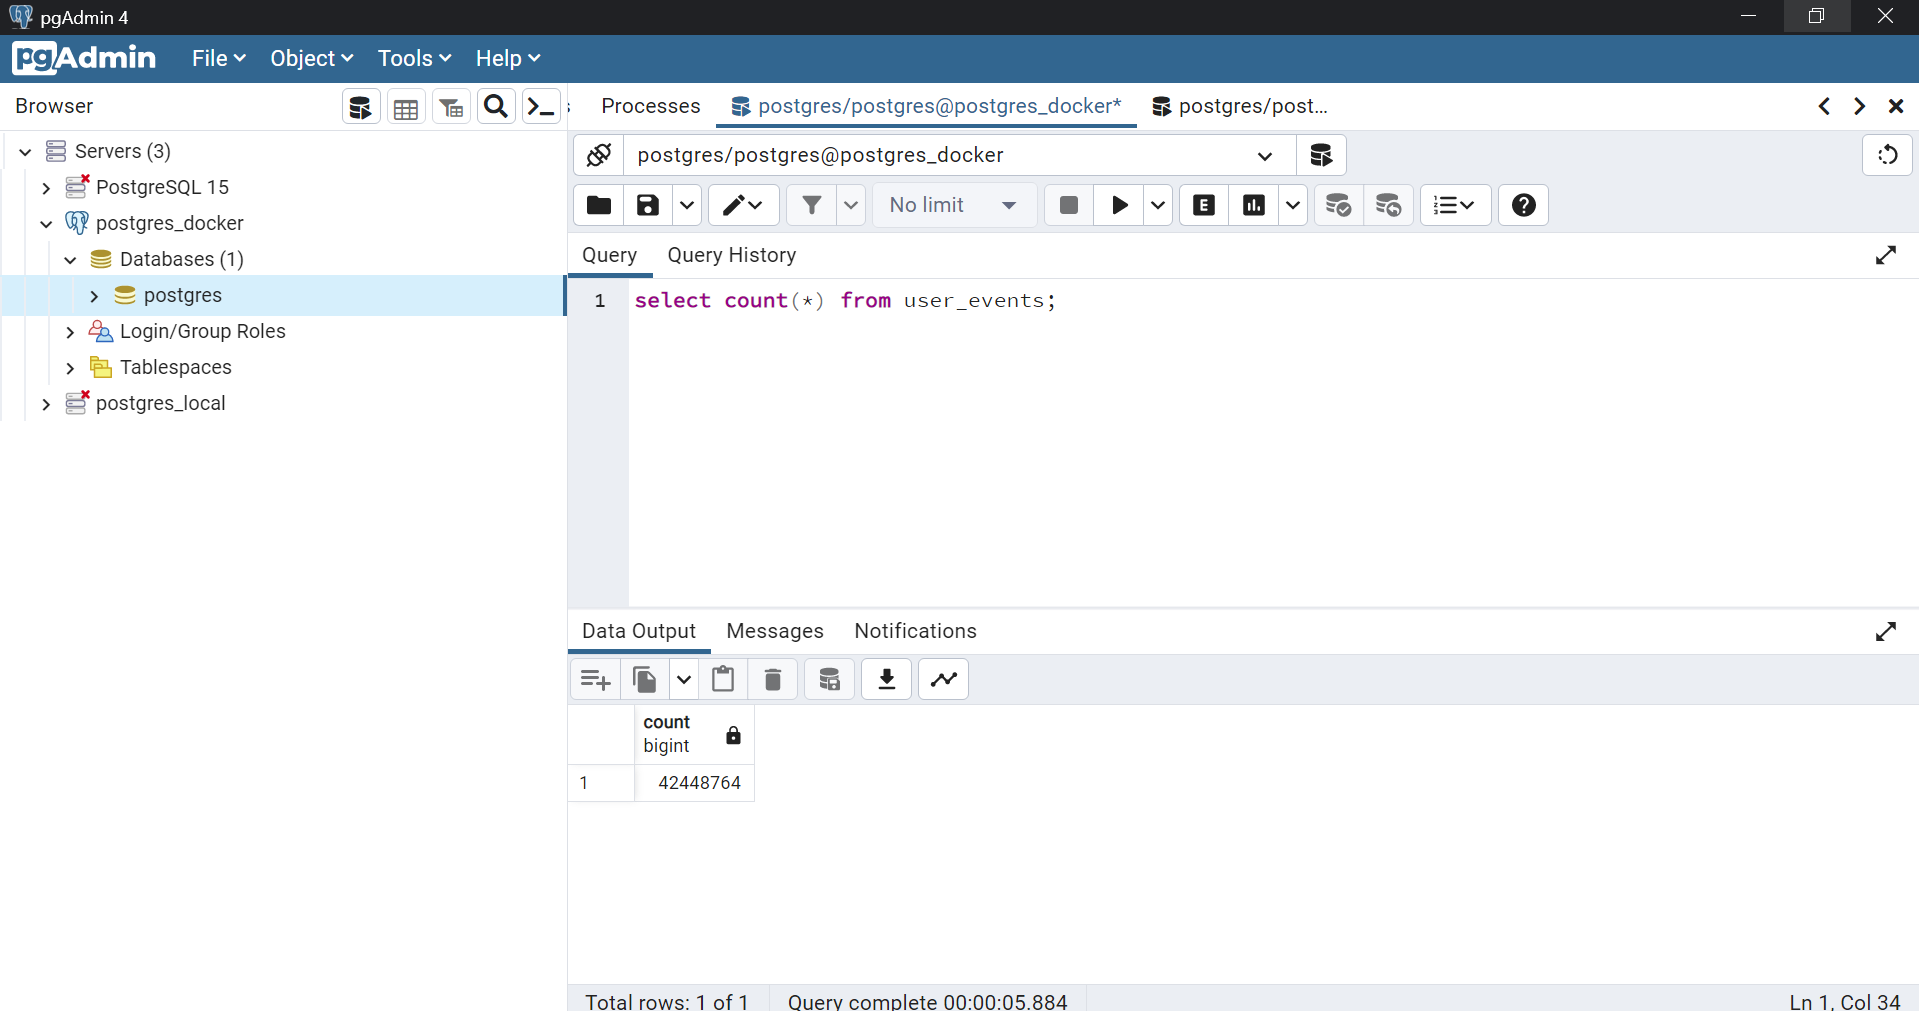 pgAdmin 4
pgAdmin File Object Tools Help
Browser
Processes postgres/postgres@postgres_docker* postgres/post...
Servers (3)
PostgreSQL 15
postgres_docker
Databases (1)
postgres
Login/Group Roles
Tablespaces
postgres_local
postgres/postgres@postgres_docker
No limit E
Query Query History
1 select count(*) from user_events;
Data Output Messages Notifications
count
bigint
1 42448764
Total rows: 1 of 1 Query complete 00:00:05.884 Ln 1, Col 34